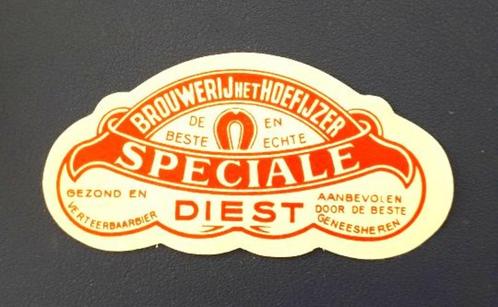 BROUWERIJ HET HOEFIJZER
DE EN
BESTE ECHTE
SPECIALE
GEZOND EN
VERTEERBAARBIER
DIEST
AANBEVOLEN
DOOR DE BESTE
GENEESHEREN